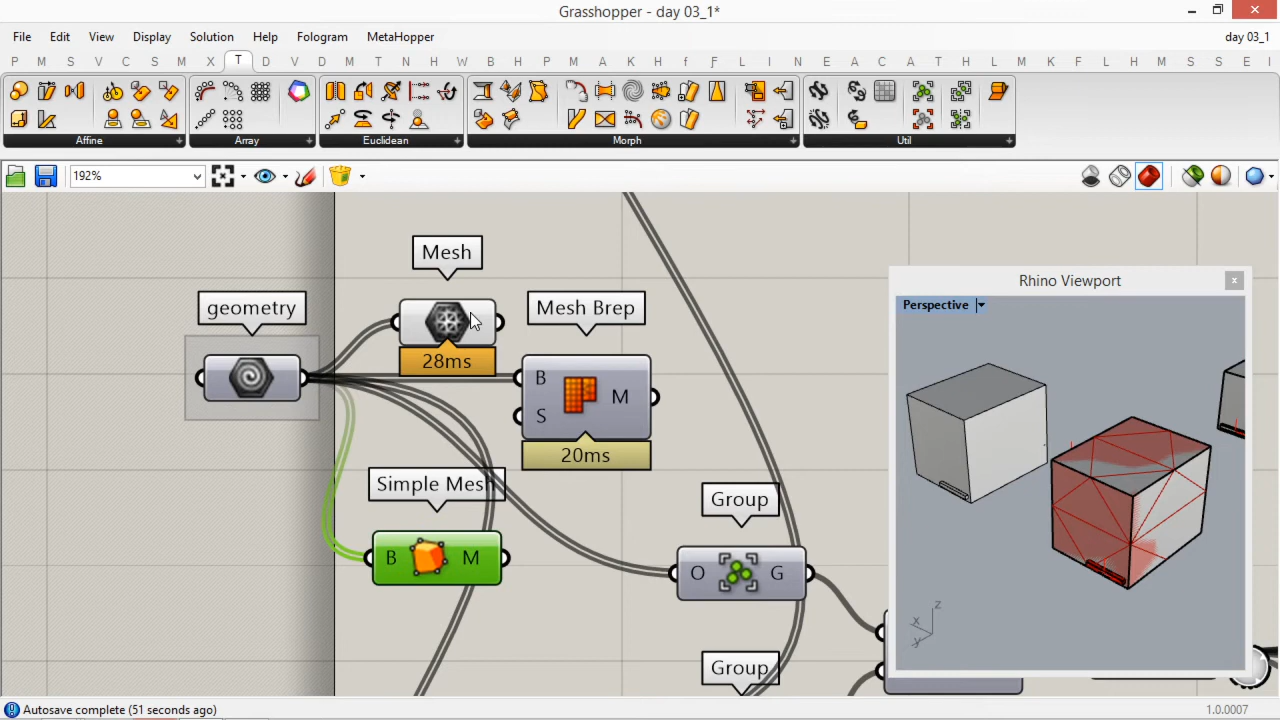 Grasshopper - day 03_1*
File Edit View Display Solution Help Fologram MetaHopper day 03_1
P M S V C S M X T D V T D T M T N H W B H P M A K H f F L L N E A C A T H L M K D H M L S S E I
Affine Array Euclidean Morph Util
192%
Mesh
geometry
Mesh Brep
28ms
B
S
M
20ms
Simple Mesh
B M
Group
O G
Group
Rhino Viewport
Perspective
z
x
y
Autosave complete (51 seconds ago) 1.0.0007